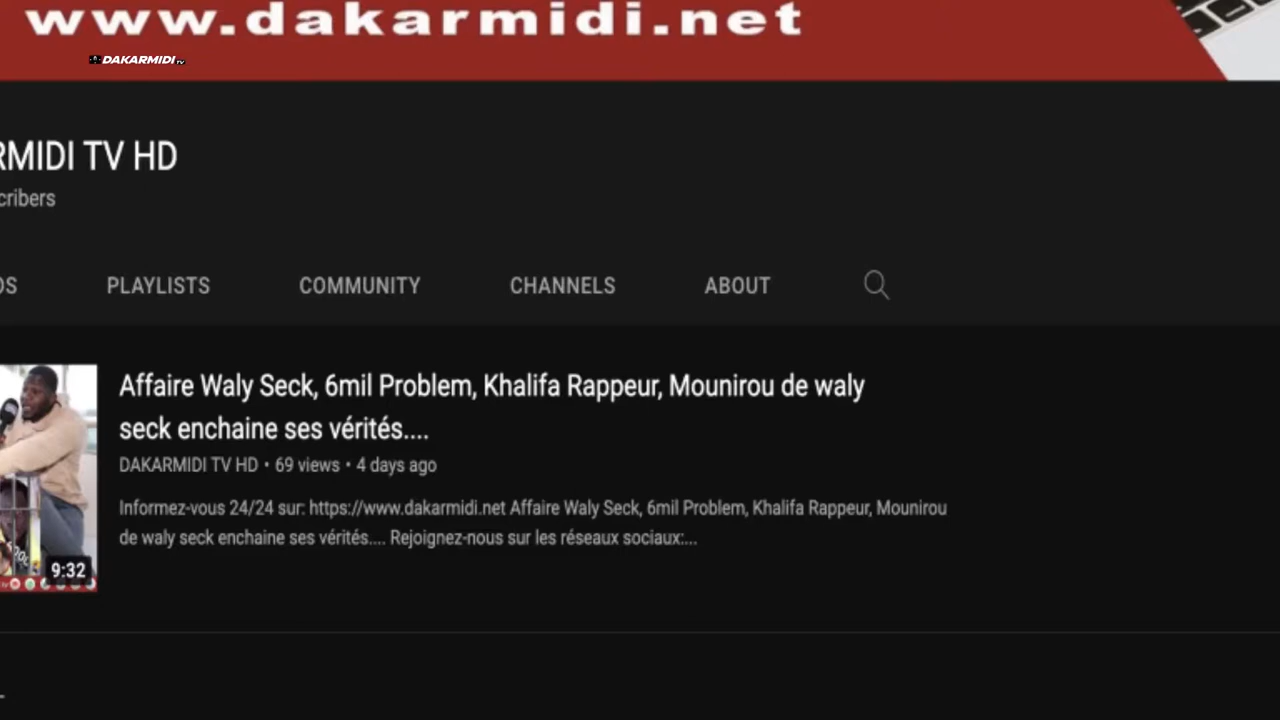 www.dakarmidi.net
DAKARMIDI TV
RMIDI TV HD
cribers
OS
PLAYLISTS
COMMUNITY
CHANNELS
ABOUT
Affaire Waly Seck, 6mil Problem, Khalifa Rappeur, Mounirou de waly
seck enchaine ses vérités....
DAKARMIDI TV HD • 69 views • 4 days ago
Informez-vous 24/24 sur: https://www.dakarmidi.net Affaire Waly Seck, 6mil Problem, Khalifa Rappeur, Mounirou
de waly seck enchaine ses vérités.... Rejoignez-nous sur les réseaux sociaux:...
9:32